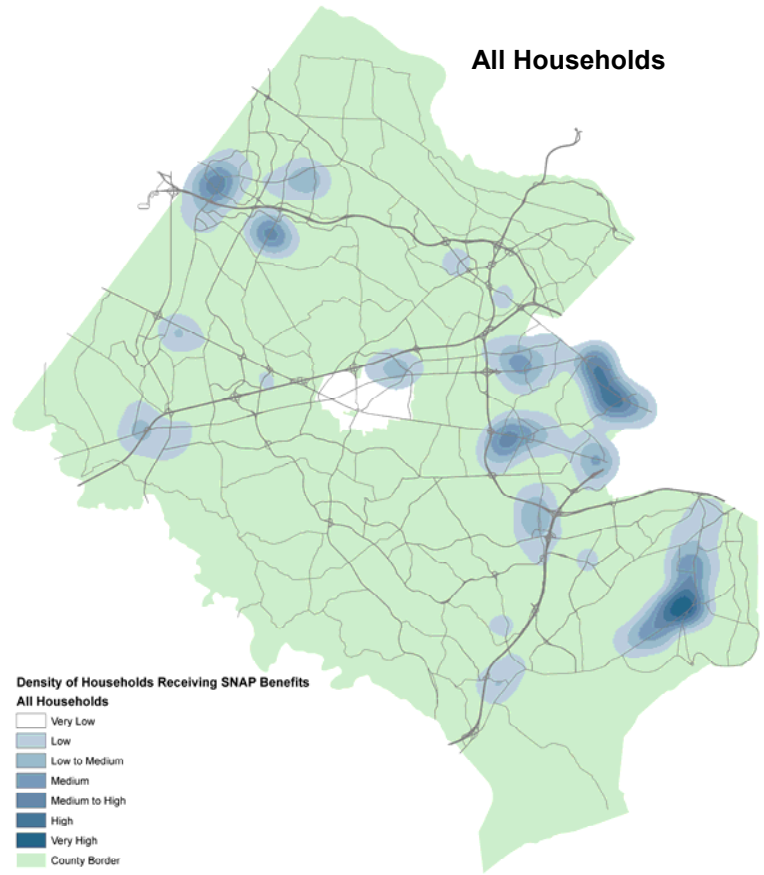 All Households
Density of Households Receiving SNAP Benefits
All Households
Very Low
Low
Low to Medium
Medium
Medium to High
High
Very High
County Border